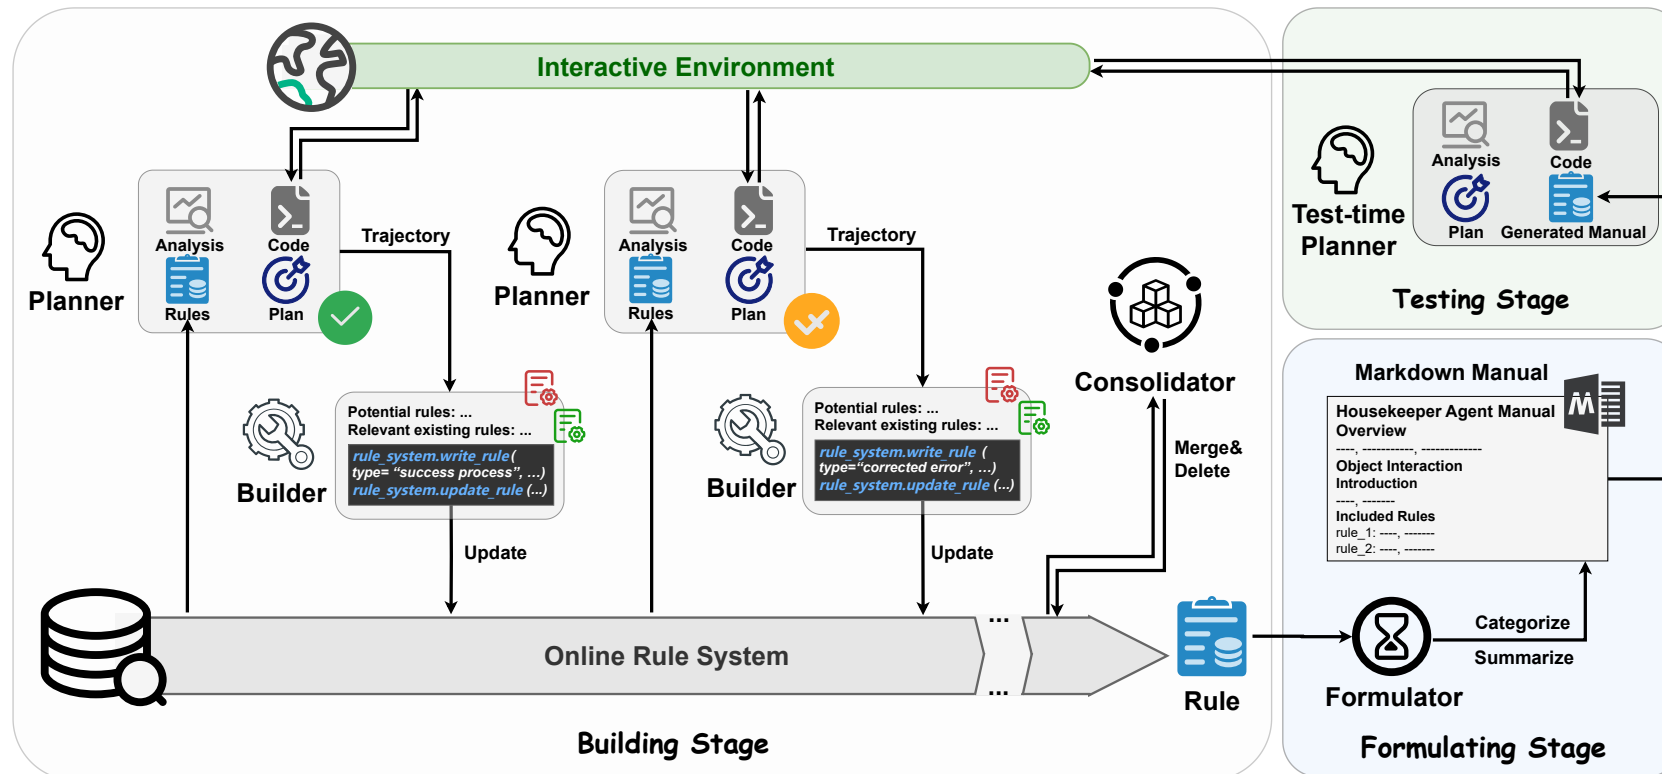 Interactive Environment
Analysis
Code
Rules
Plan
Planner
Trajectory
Potential rules: ...
Relevant existing rules: ...
rule_system.write_rule(
type= “success process”, …)
rule_system.update_rule (...)
Builder
Update
Analysis
Code
Rules
Plan
Planner
Trajectory
Potential rules: ...
Relevant existing rules: ...
rule_system.write_rule (
type=“corrected error”, …)
rule_system.update_rule (...)
Builder
Update
Consolidator
Merge&
Delete
...
Online Rule System
...
Rule
Building Stage
Analysis
Code
Plan
Generated Manual
Test-time
Planner
Testing Stage
Markdown Manual
M
Housekeeper Agent Manual
Overview
----, -----------, -------------
Object Interaction
Introduction
----, -------
Included Rules
rule_1: ----, -------
rule_2: ----, -------
Categorize
Summarize
Formulator
Formulating Stage